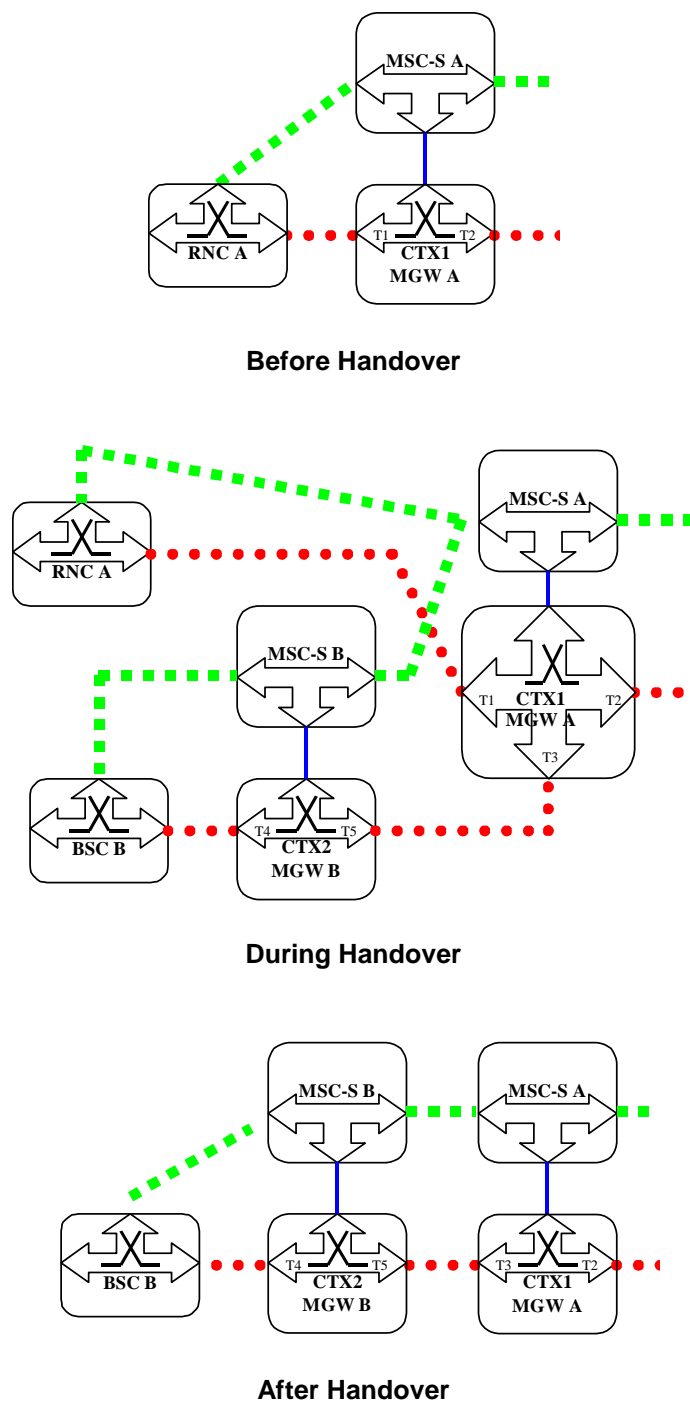 MSC-S A
RNC A
T1
CTX1
T2
MGW A
Before Handover
MSC-S A
RNC A
MSC-S B
T1
CTX1
T2
MGW A
T3
BSC B
T4
CTX2
T5
MGW B
During Handover
MSC-S B
MSC-S A
BSC B
T4
CTX2
T5
MGW B
T3
CTX1
T2
MGW A
After Handover